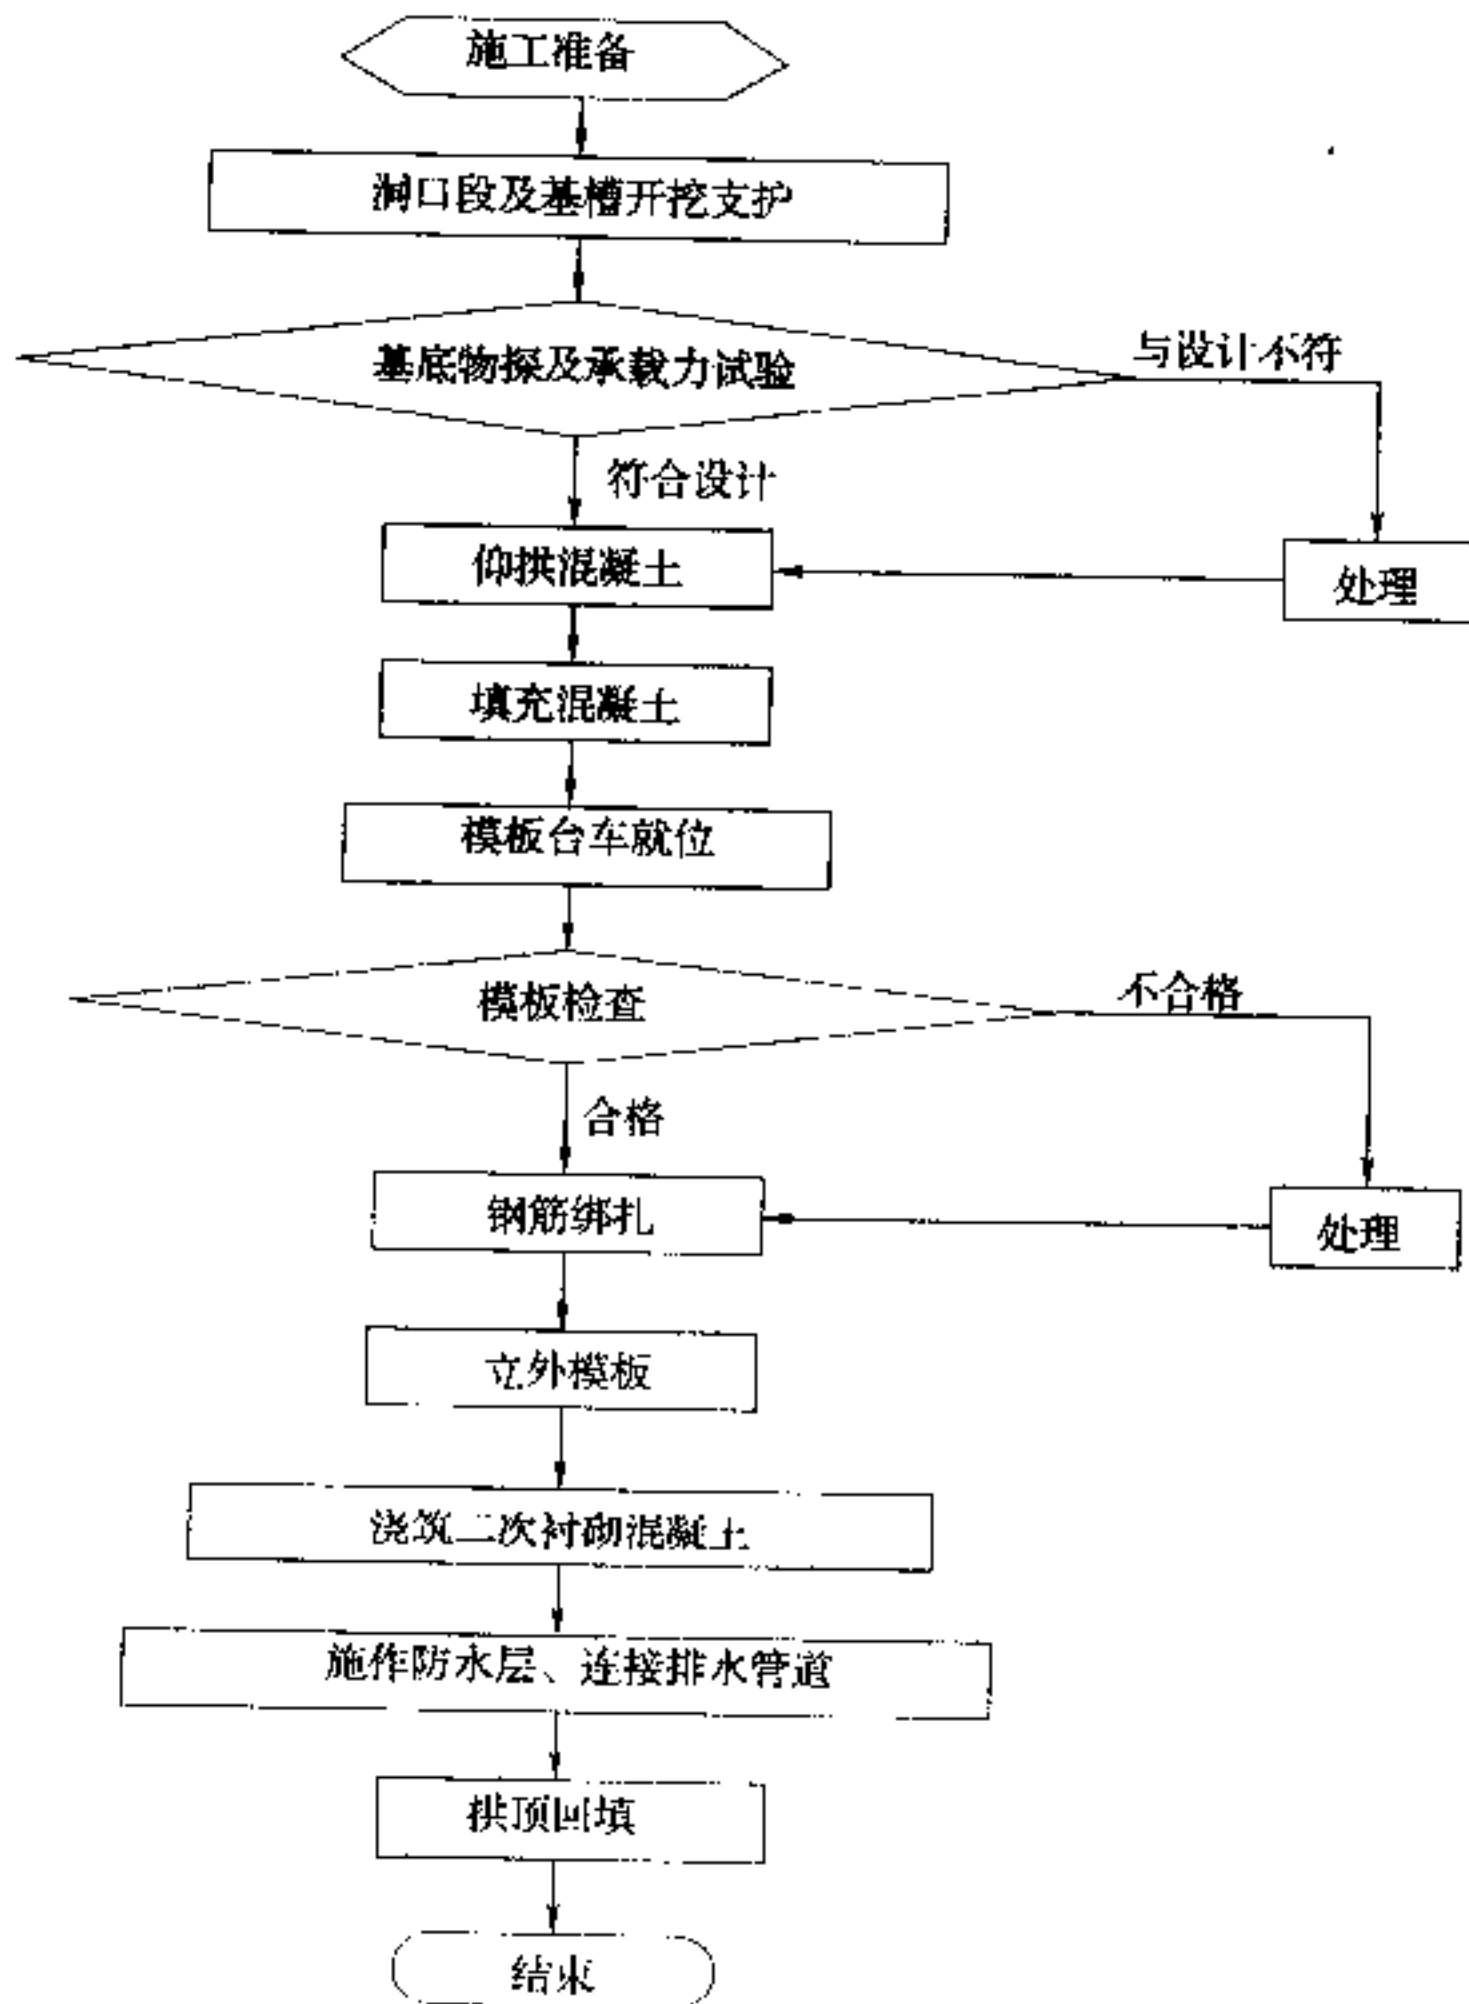 施工准备
洞口段及基槽开挖支护
基底物探及承载力试验
与设计不符
符合设计
仰拱混凝土
处理
填充混凝土
模板台车就位
模板检查
不合格
合格
钢筋绑扎
处理
立外模板
浇筑二次衬砌混凝土
施作防水层、连接排水管道
拱顶回填
结束